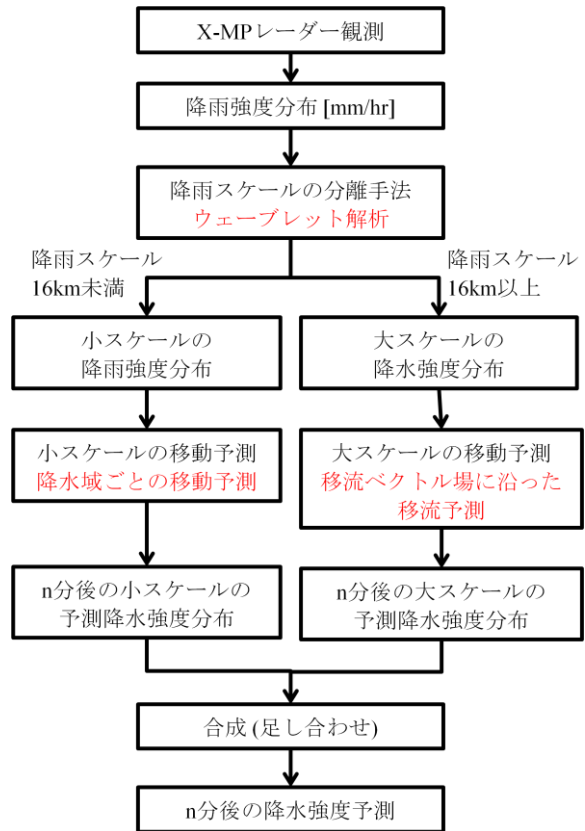 X-MPレーダー観測
降雨強度分布 [mm/hr]
降雨スケールの分離手法
ウェーブレット解析
降雨スケール
16km未満
降雨スケール
16km以上
小スケールの
降雨強度分布
大スケールの
降水強度分布
小スケールの移動予測
降水域ごとの移動予測
大スケールの移動予測
移流ベクトル場に沿った
移流予測
n分後の小スケールの
予測降水強度分布
n分後の大スケールの
予測降水強度分布
合成 (足し合わせ)
n分後の降水強度予測